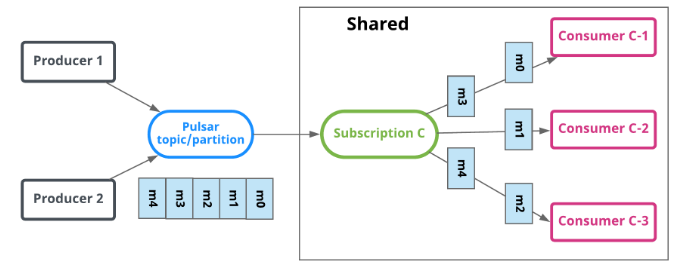 Shared
Producer 1
Producer 2
Pulsar
topic/partition
m4
m3
m2
m1
m0
Subscription C
m3
m0
m1
m4
m2
Consumer C-1
Consumer C-2
Consumer C-3